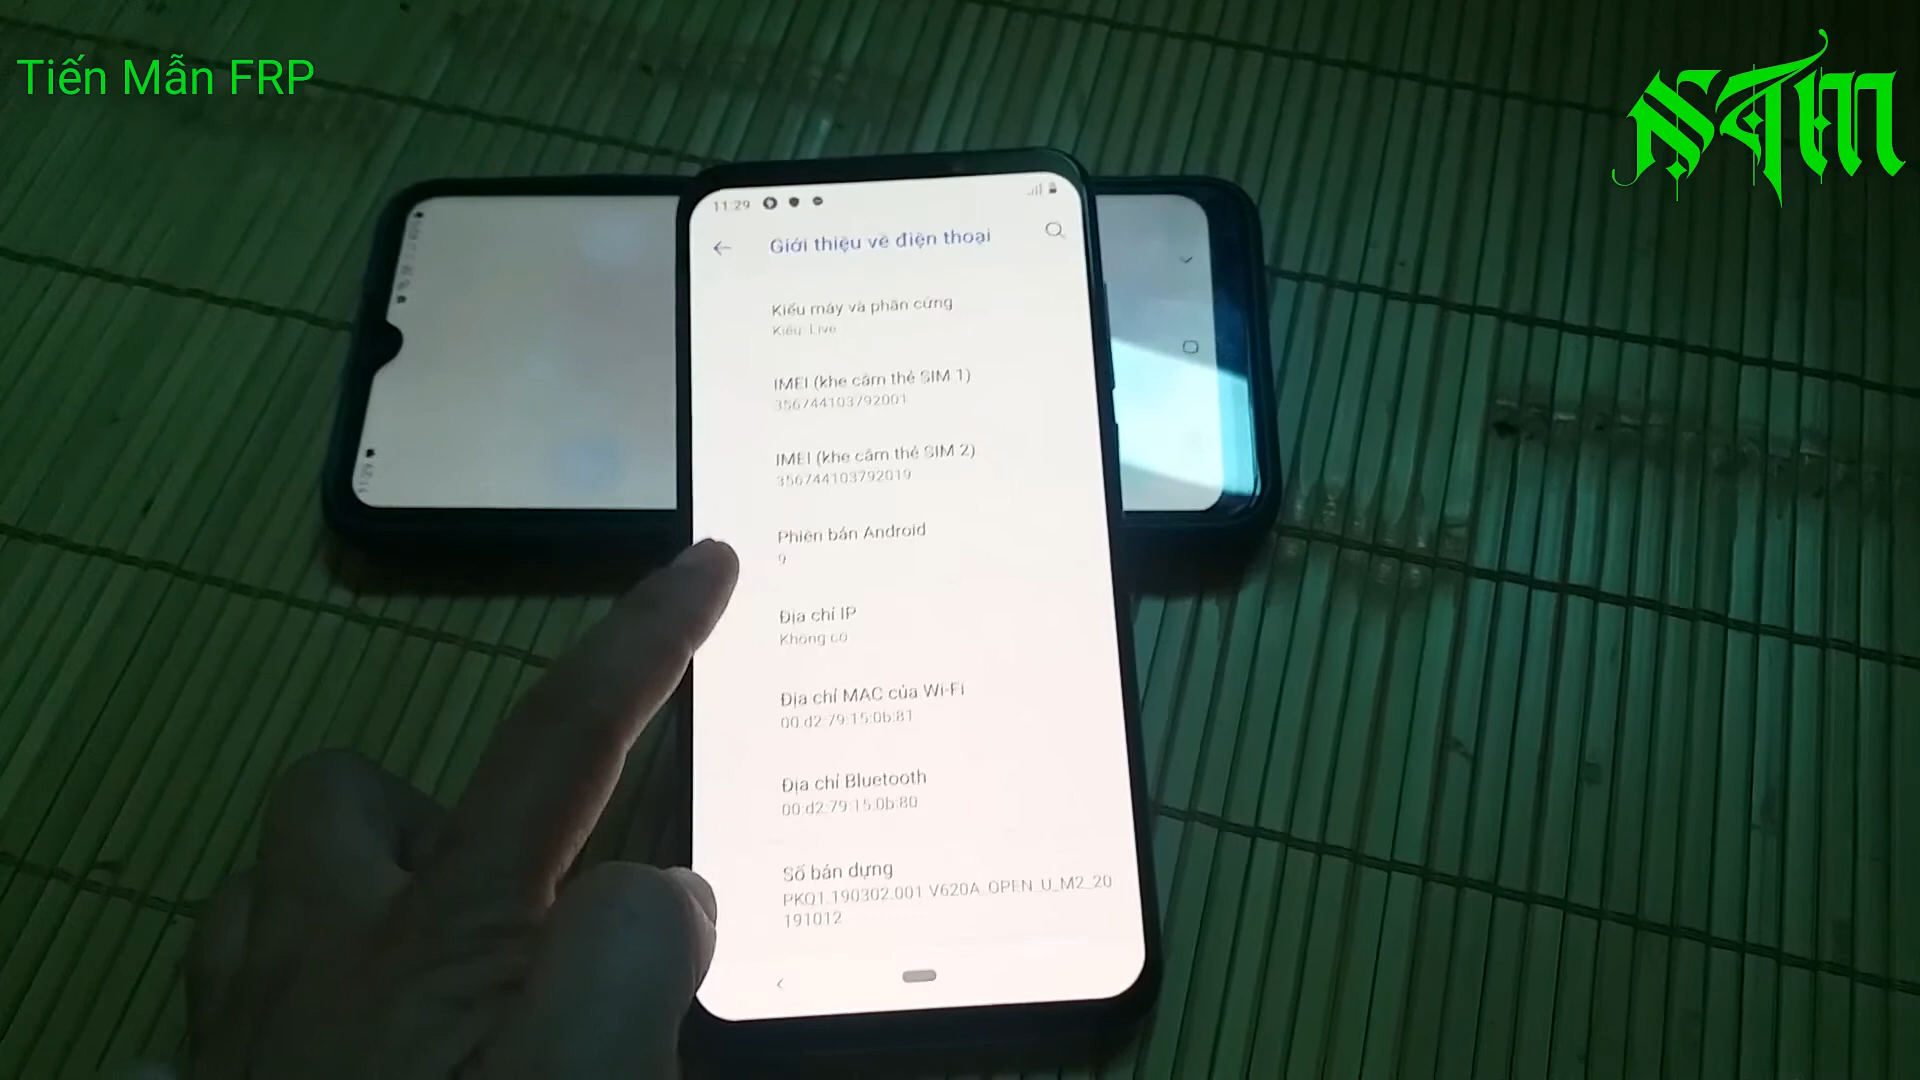 Tiến Mẫn FRP
NTM
11:29
Giới thiệu về điện thoại
Kiểu máy và phần cứng
Kiểu: Live
IMEI (khe cắm thẻ SIM 1)
356744103792001
IMEI (khe cắm thẻ SIM 2)
356744103792019
Phiên bản Android
9
Địa chỉ IP
Không có
Địa chỉ MAC của Wi-Fi
00:d2:79:15:0b:81
Địa chỉ Bluetooth
00:d2:79:15:0b:80
Số bản dựng
PKQ1.190302.001 V620A_OPEN_U_M2_20
191012
11:29